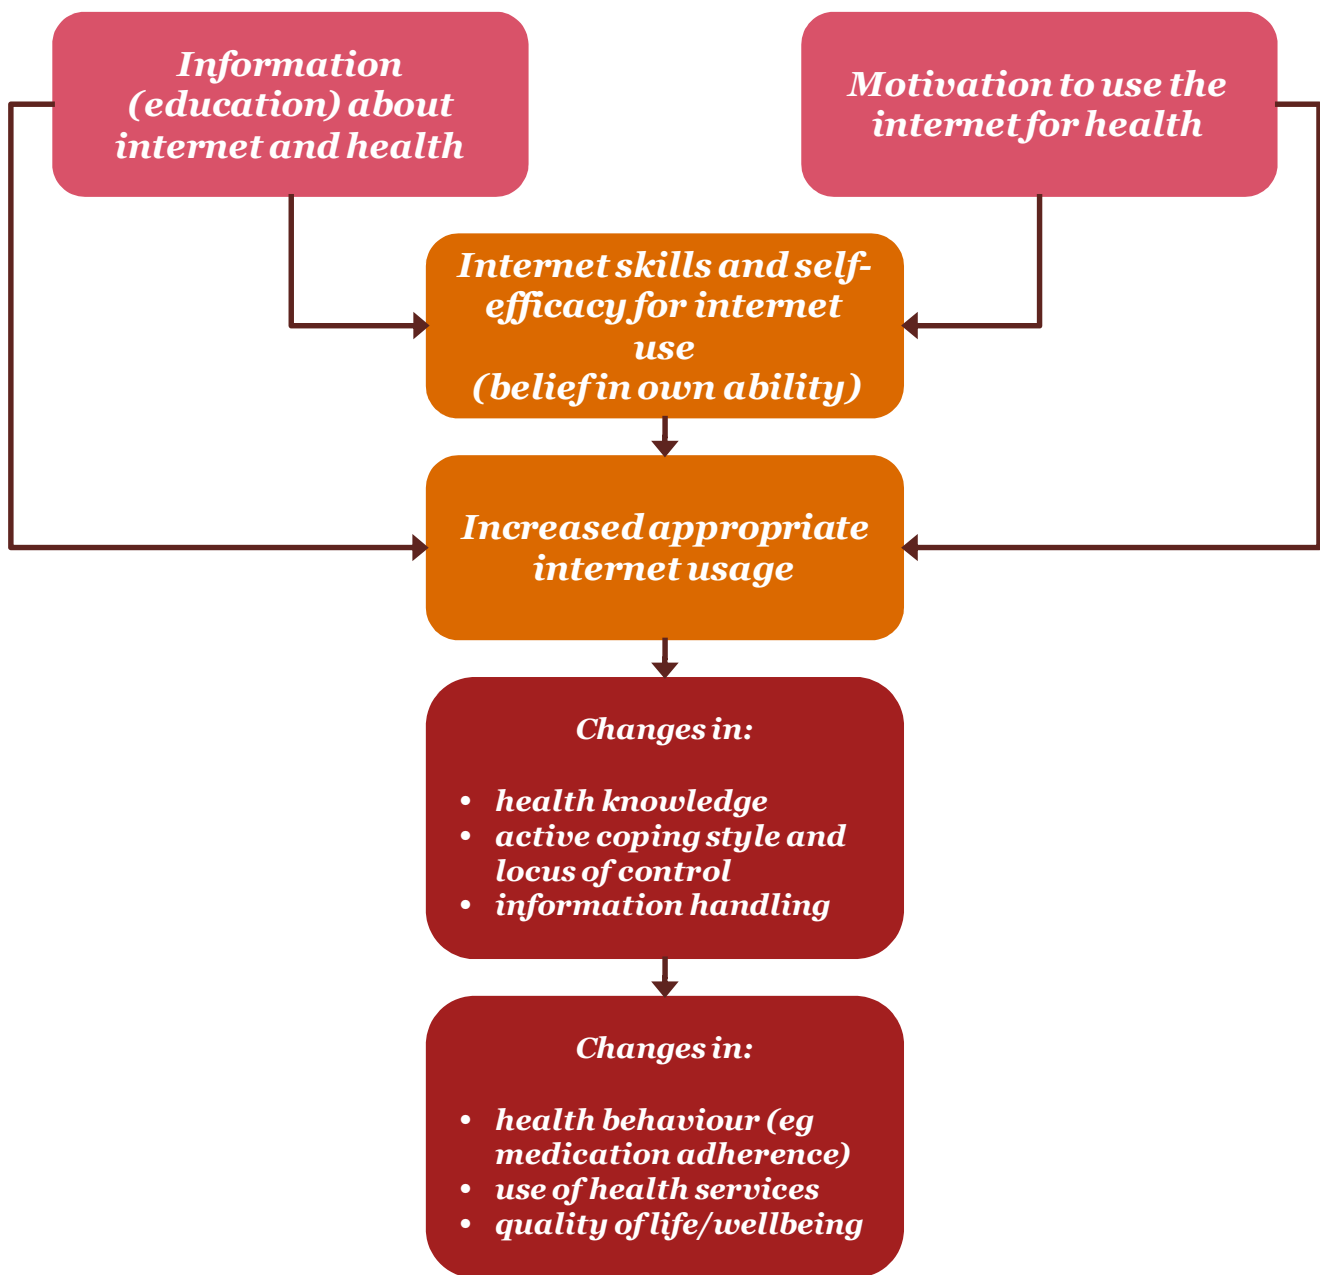 Information
(education) about
internet and health
Motivation to use the
internet for health
Internet skills and self-
efficacy for internet
use
(belief in own ability)
Increased appropriate
internet usage
Changes in:
• health knowledge
• active coping style and
locus of control
• information handling
Changes in:
• health behaviour (eg
medication adherence)
• use of health services
• quality of life/wellbeing